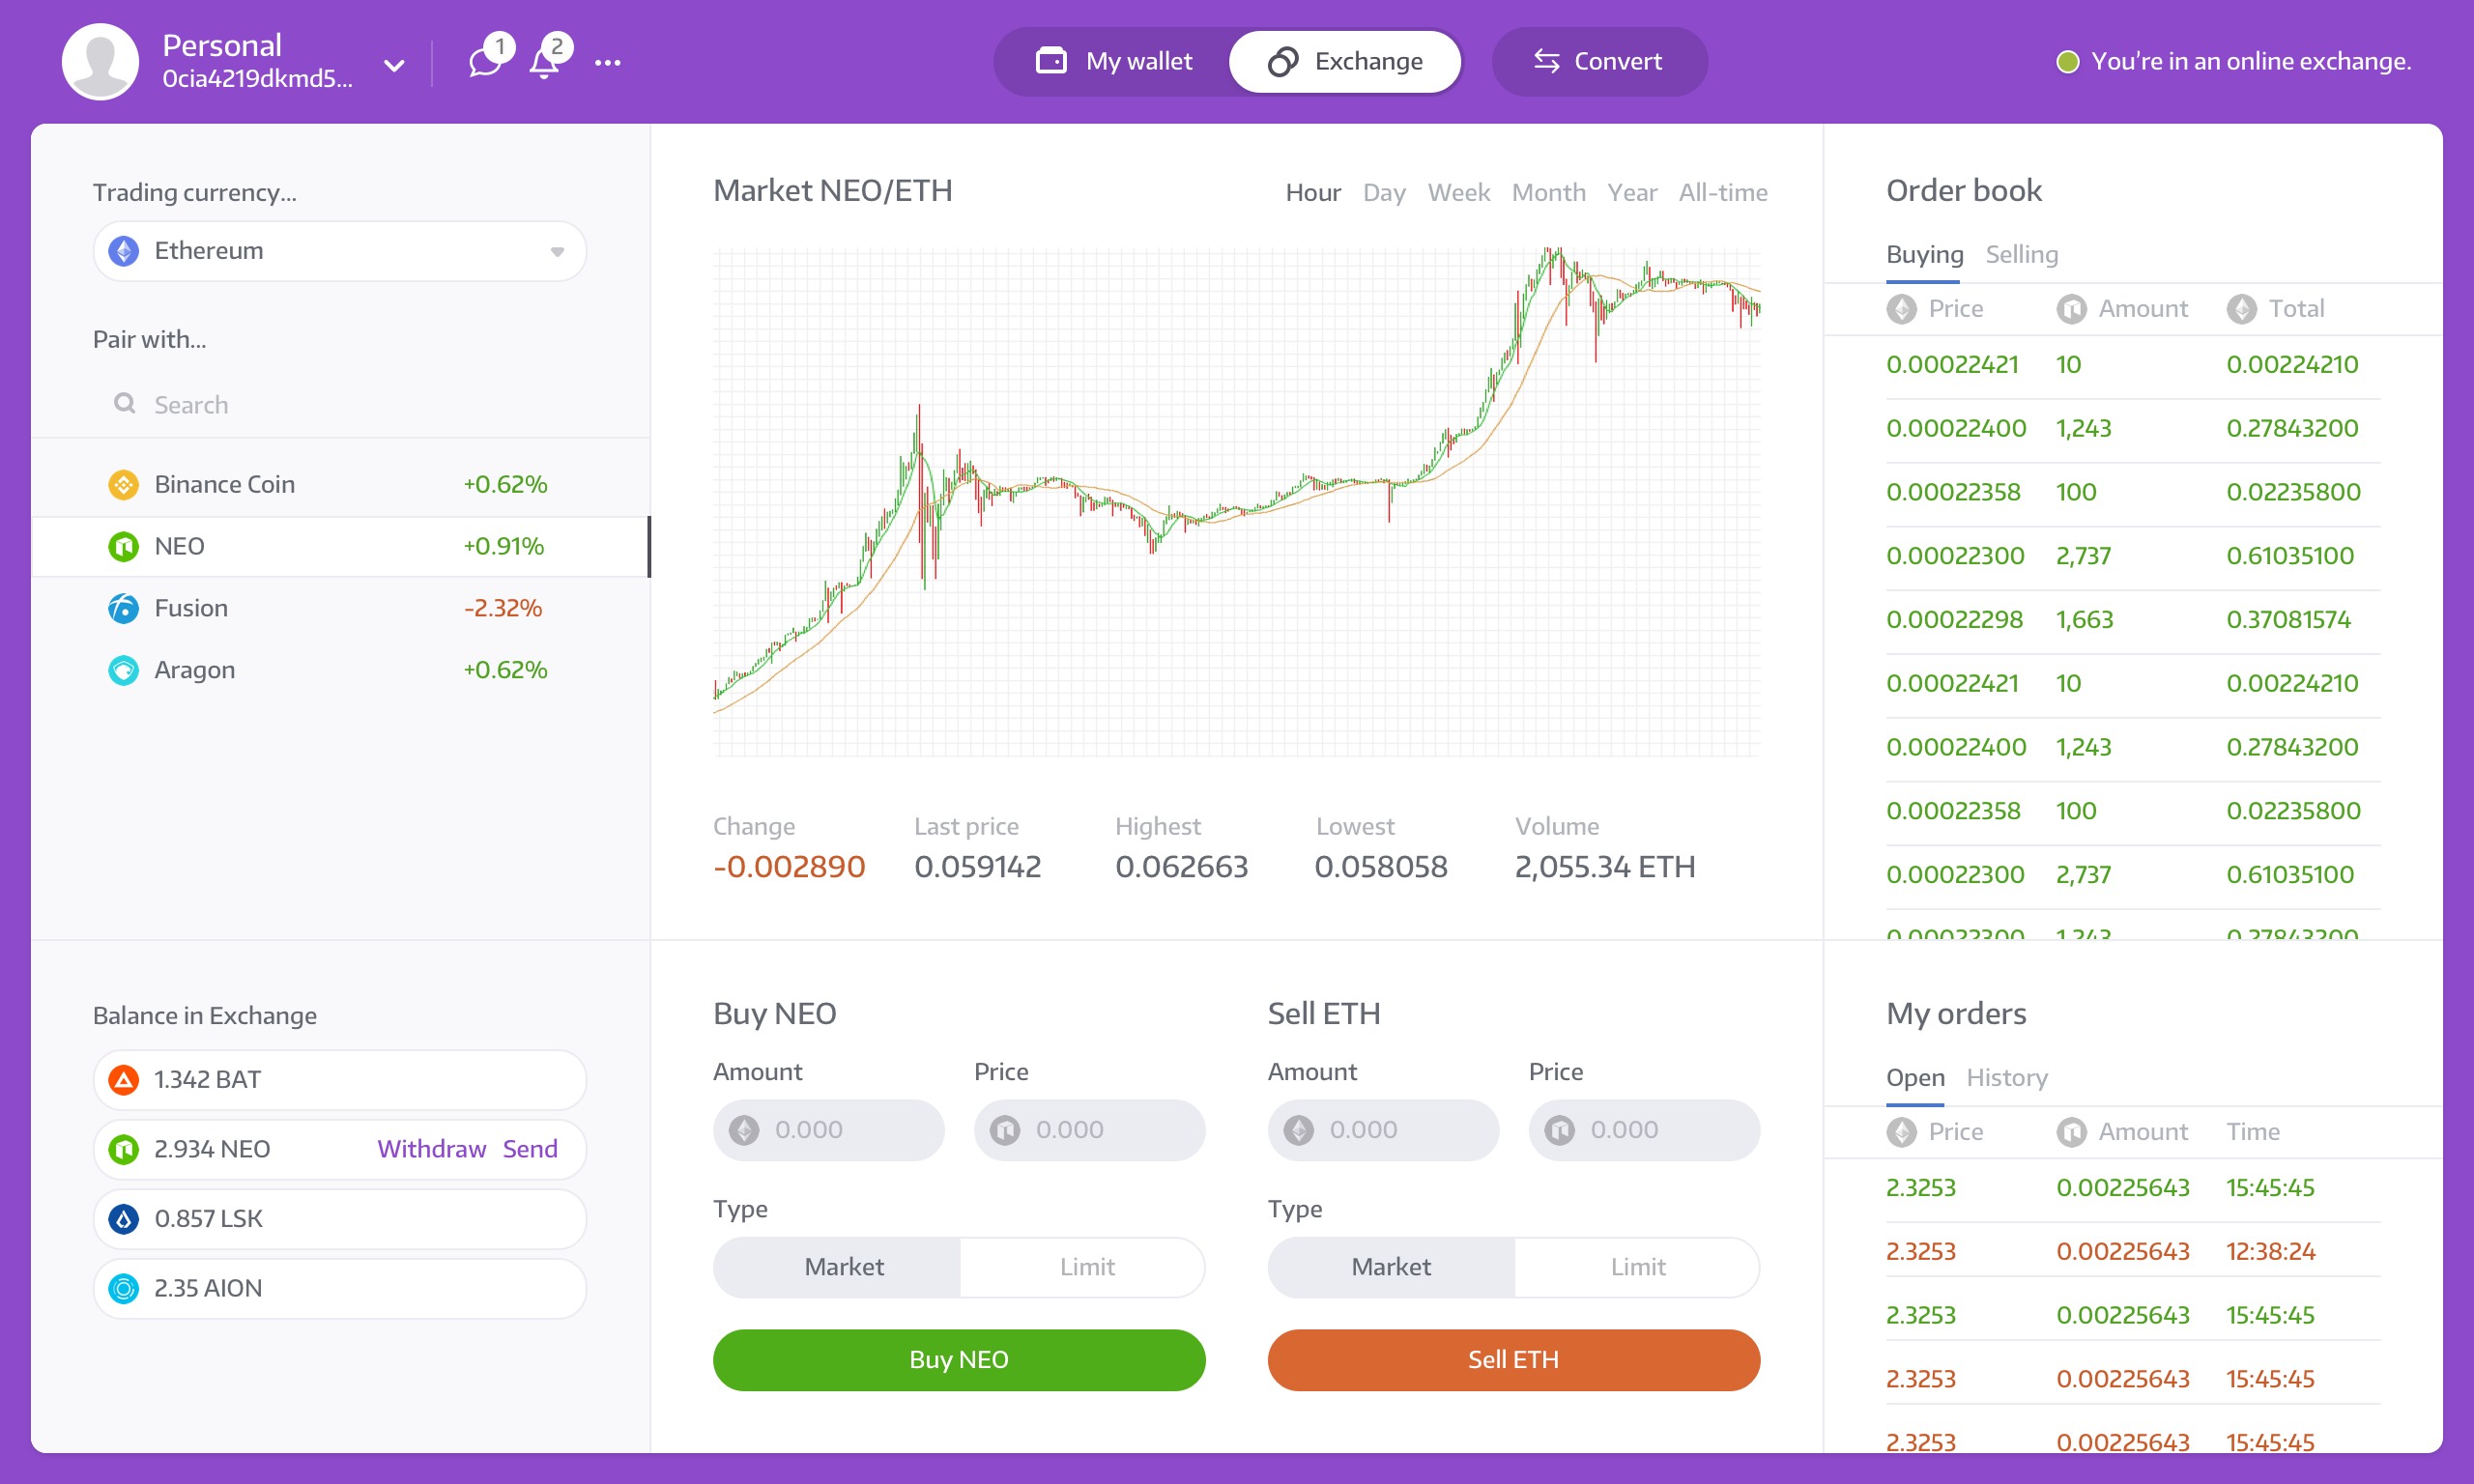 Personal
0cia4219dkmd5...
1
2
My wallet
Exchange
Convert
You're in an online exchange.
Trading currency...
Ethereum
Pair with...
Search
Binance Coin +0.62%
NEO +0.91%
Fusion -2.32%
Aragon +0.62%
Balance in Exchange
1.342 BAT
2.934 NEO Withdraw Send
0.857 LSK
2.35 AION
Market NEO/ETH
Hour Day Week Month Year All-time
Change Last price Highest Lowest Volume
-0.002890 0.059142 0.062663 0.058058 2,055.34 ETH
Buy NEO
Amount Price
0.000 0.000
Type
Market Limit
Buy NEO
Sell ETH
Amount Price
0.000 0.000
Type
Market Limit
Sell ETH
Order book
Buying Selling
Price Amount Total
0.00022421 10 0.00224210
0.00022400 1,243 0.27843200
0.00022358 100 0.02235800
0.00022300 2,737 0.61035100
0.00022298 1,663 0.37081574
0.00022421 10 0.00224210
0.00022400 1,243 0.27843200
0.00022358 100 0.02235800
0.00022300 2,737 0.61035100
0.00022300 1,243 0.27843200
My orders
Open History
Price Amount Time
2.3253 0.00225643 15:45:45
2.3253 0.00225643 12:38:24
2.3253 0.00225643 15:45:45
2.3253 0.00225643 15:45:45
2.3253 0.00225643 15:45:45